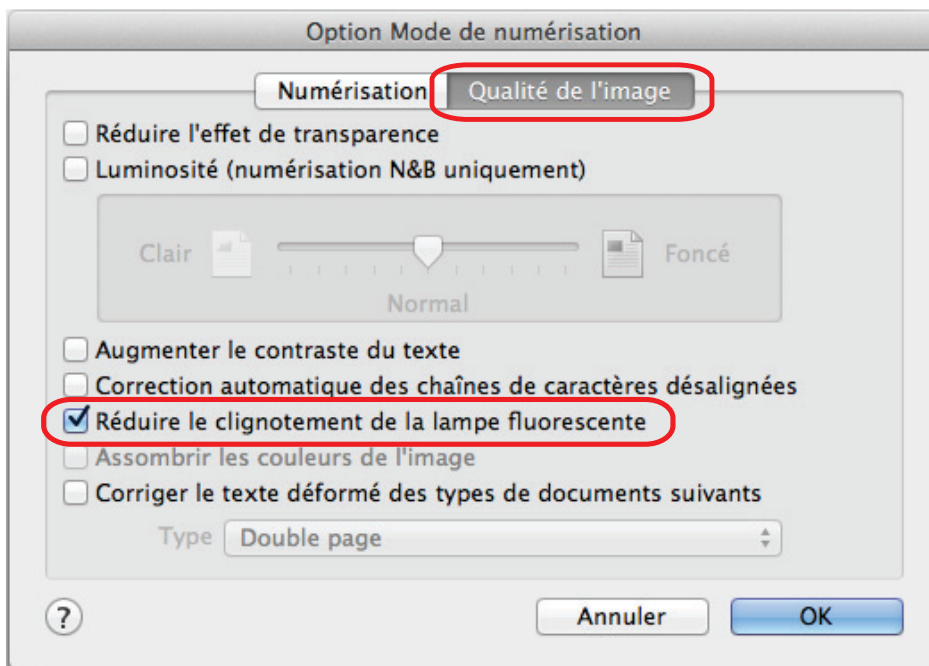 Option Mode de numérisation
Numérisation Qualité de l'image
Réduire l'effet de transparence
Luminosité (numérisation N&B uniquement)
Clair Foncé
Normal
Augmenter le contraste du texte
Correction automatique des chaînes de caractères désalignées
Réduire le clignotement de la lampe fluorescente
Assombrir les couleurs de l'image
Corriger le texte déformé des types de documents suivants
Type Double page
? Annuler OK